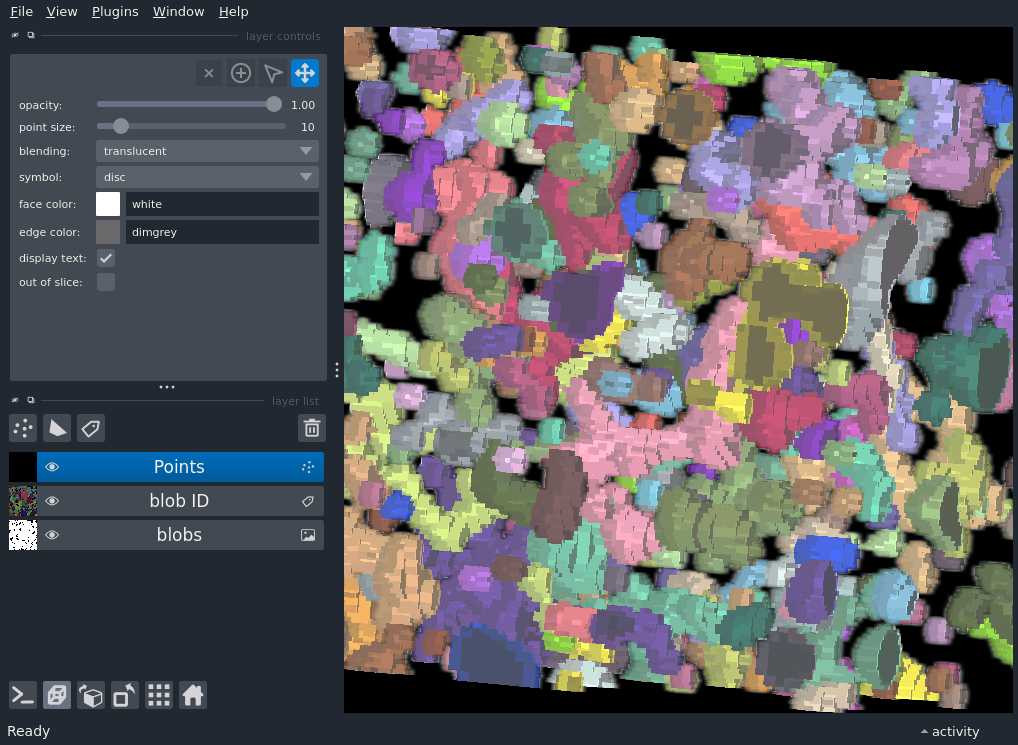 File View Plugins Window Help
layer controls
opacity: 1.00
point size: 10
blending: translucent
symbol: disc
face color: white
edge color: dimgrey
display text:
out of slice:
layer list
Points
blob ID
blobs
Ready
activity